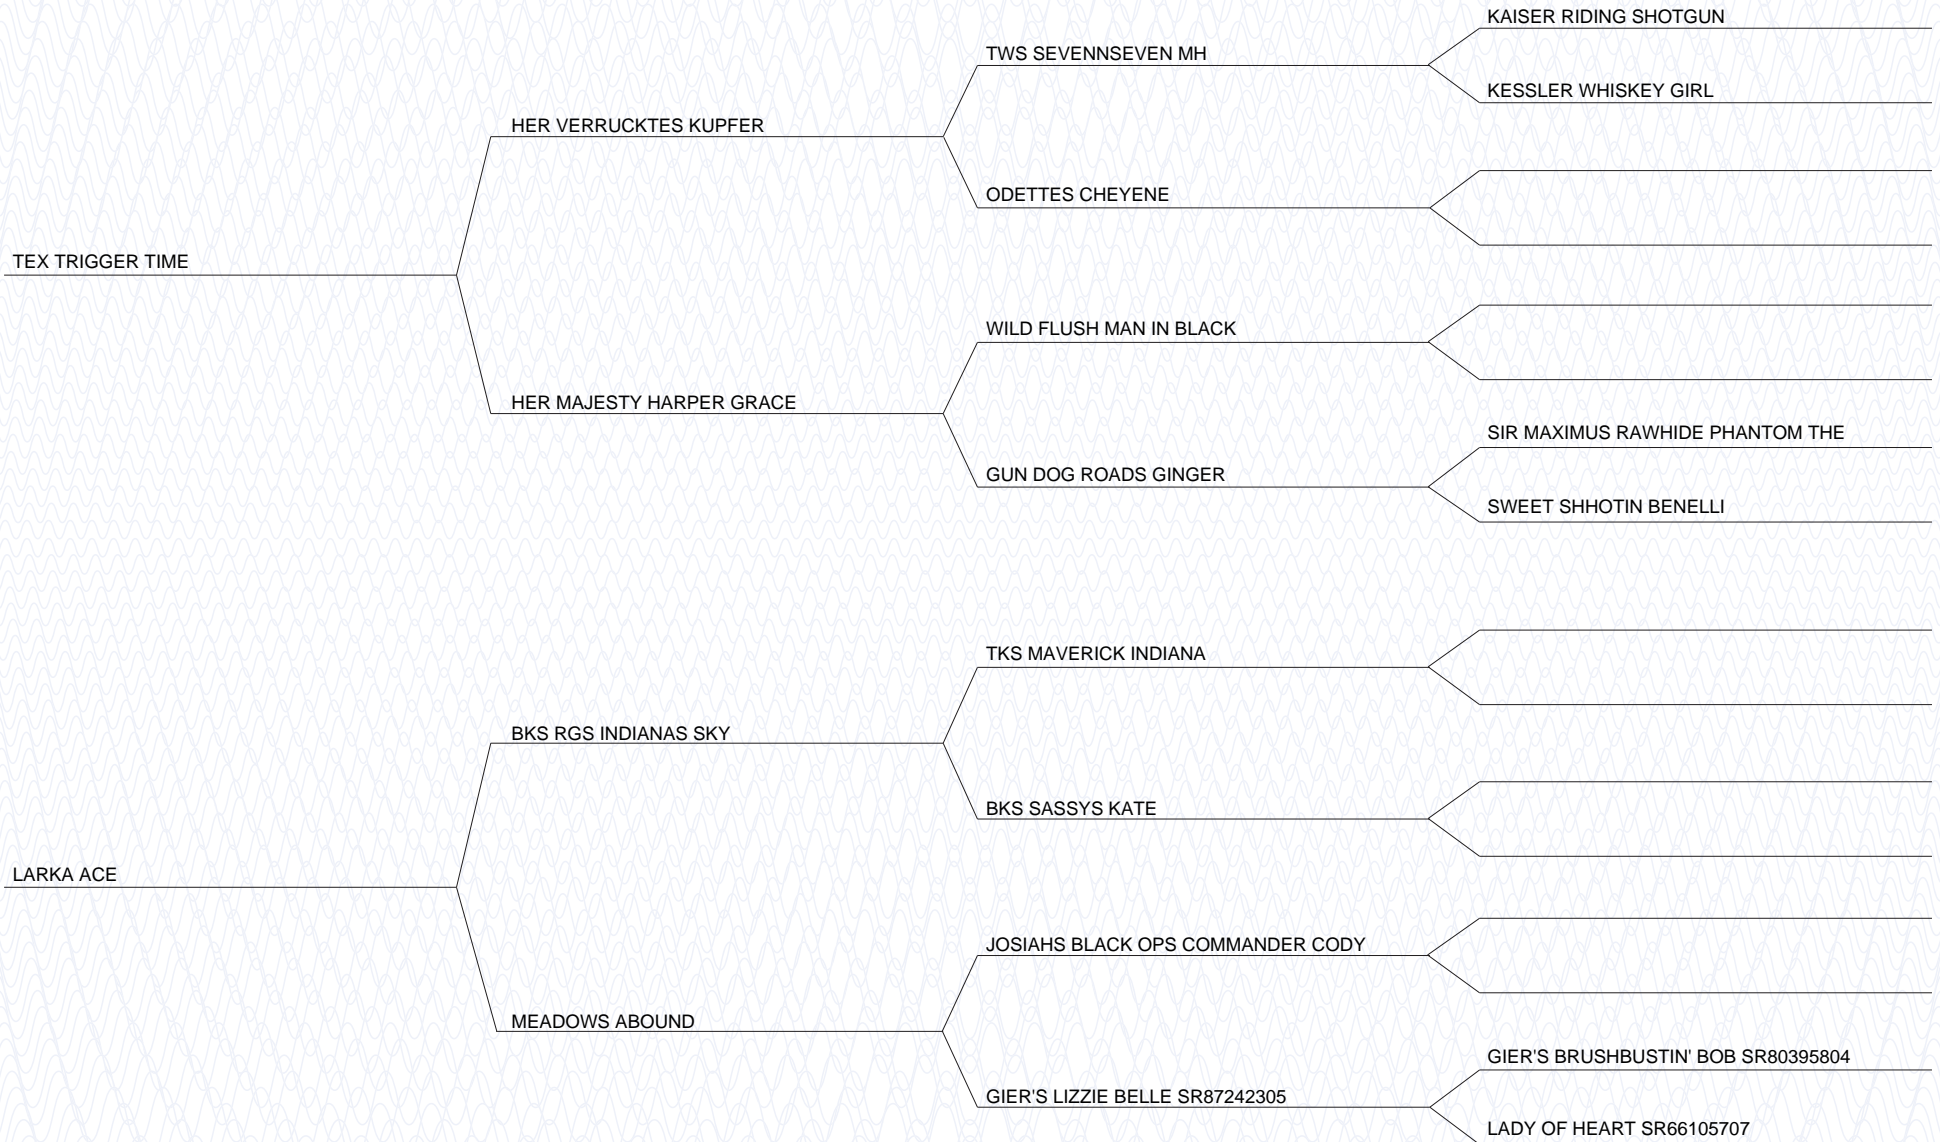 KAISER RIDING SHOTGUN
TWS SEVENNSEVEN MH
KESSLER WHISKEY GIRL
HER VERRUCKTES KUPFER
ODETTES CHEYENE
TEX TRIGGER TIME
WILD FLUSH MAN IN BLACK
HER MAJESTY HARPER GRACE
SIR MAXIMUS RAWHIDE PHANTOM THE
GUN DOG ROADS GINGER
SWEET SHHOTIN BENELLI
TKS MAVERICK INDIANA
BKS RGS INDIANAS SKY
BKS SASSYS KATE
LARKA ACE
JOSIAHS BLACK OPS COMMANDER CODY
MEADOWS ABOUND
GIER'S BRUSHBUSTIN' BOB SR80395804
GIER'S LIZZIE BELLE SR87242305
LADY OF HEART SR66105707